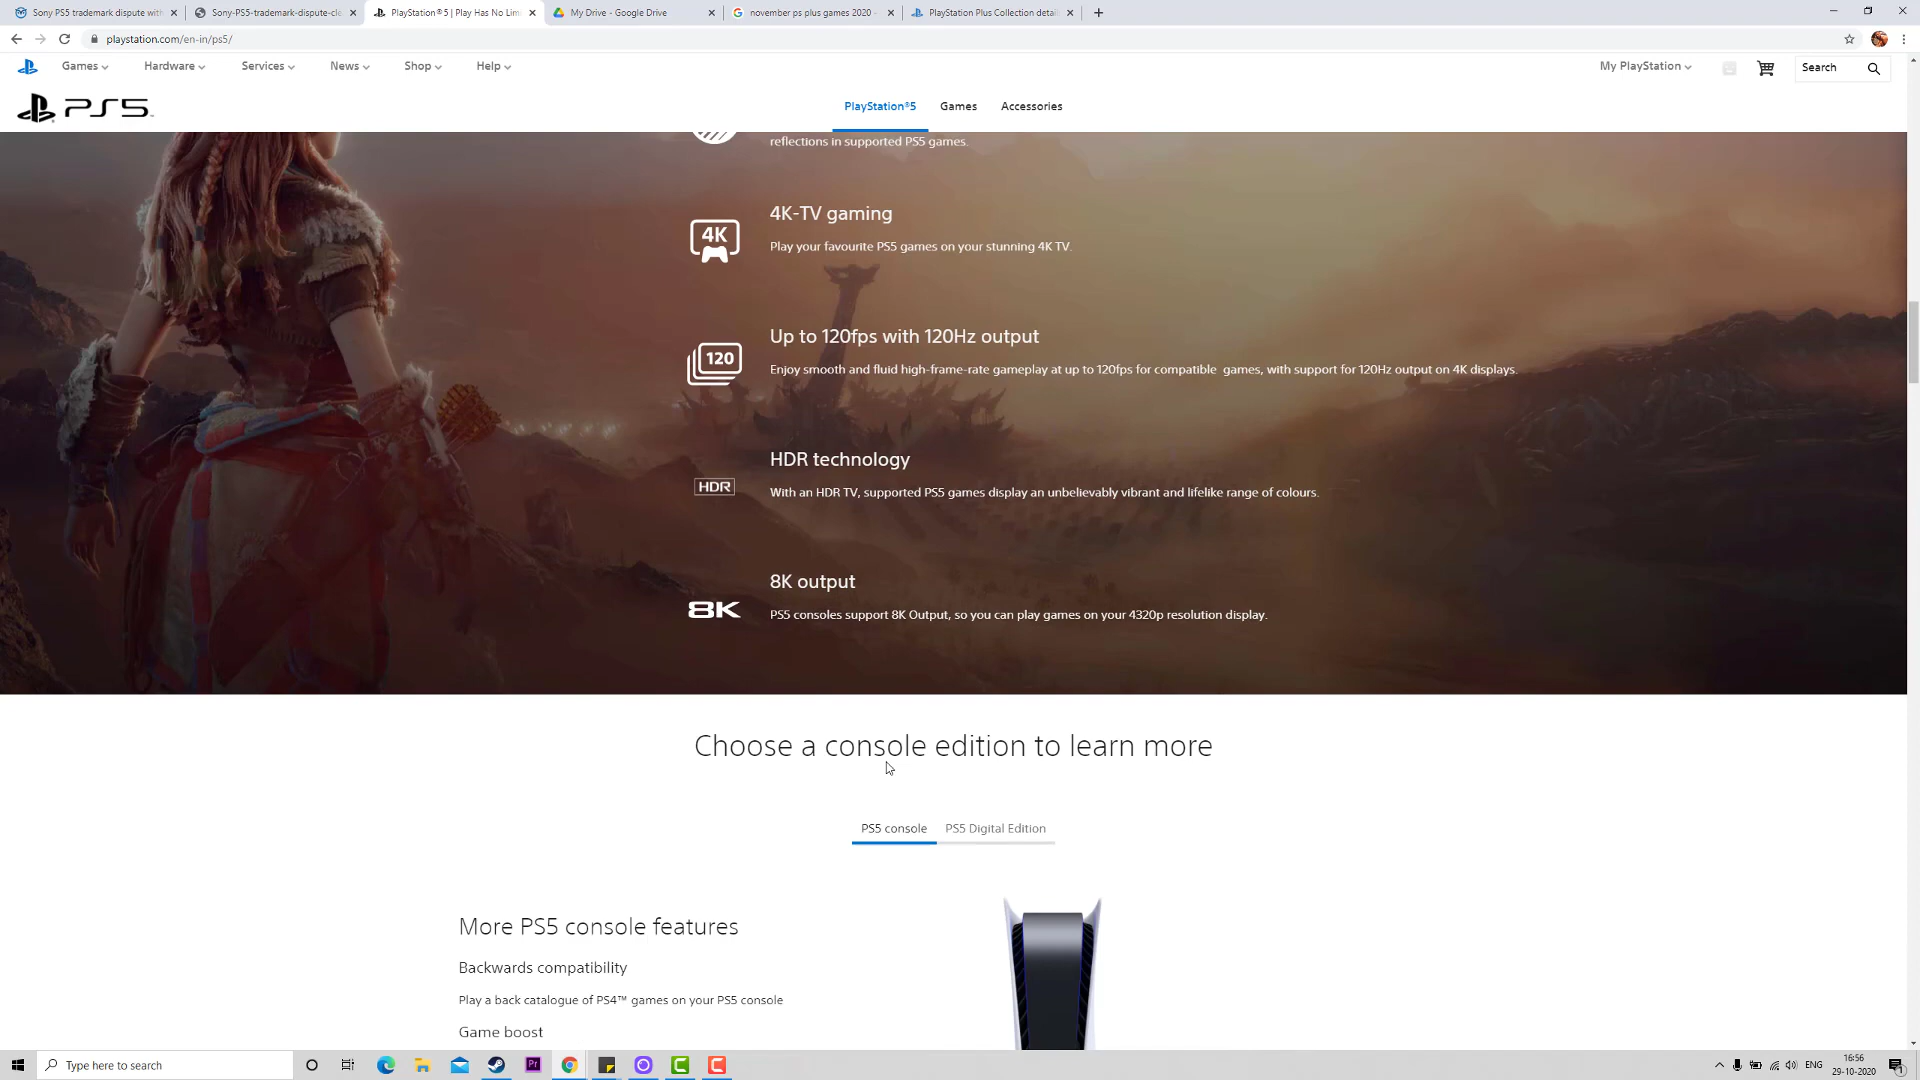 Sony PS5 trademark dispute with
Sony-PS5-trademark-dispute-cle
PlayStation®5 | Play Has No Limi
My Drive - Google Drive
november ps plus games 2020 -
PlayStation Plus Collection detail
playstation.com/en-in/ps5/
Games
Hardware
Services
News
Shop
Help
My PlayStation
Search
PS5
PlayStation®5
Games
Accessories
reflections in supported PS5 games.
4K-TV gaming
4K
Play your favourite PS5 games on your stunning 4K TV.
Up to 120fps with 120Hz output
120
Enjoy smooth and fluid high-frame-rate gameplay at up to 120fps for compatible games, with support for 120Hz output on 4K displays.
HDR technology
HDR
With an HDR TV, supported PS5 games display an unbelievably vibrant and lifelike range of colours.
8K output
8K
PS5 consoles support 8K Output, so you can play games on your 4320p resolution display.
Choose a console edition to learn more
PS5 console
PS5 Digital Edition
More PS5 console features
Backwards compatibility
Play a back catalogue of PS4™ games on your PS5 console
Game boost
Type here to search
Pr
ENG
16:56
29-10-2020